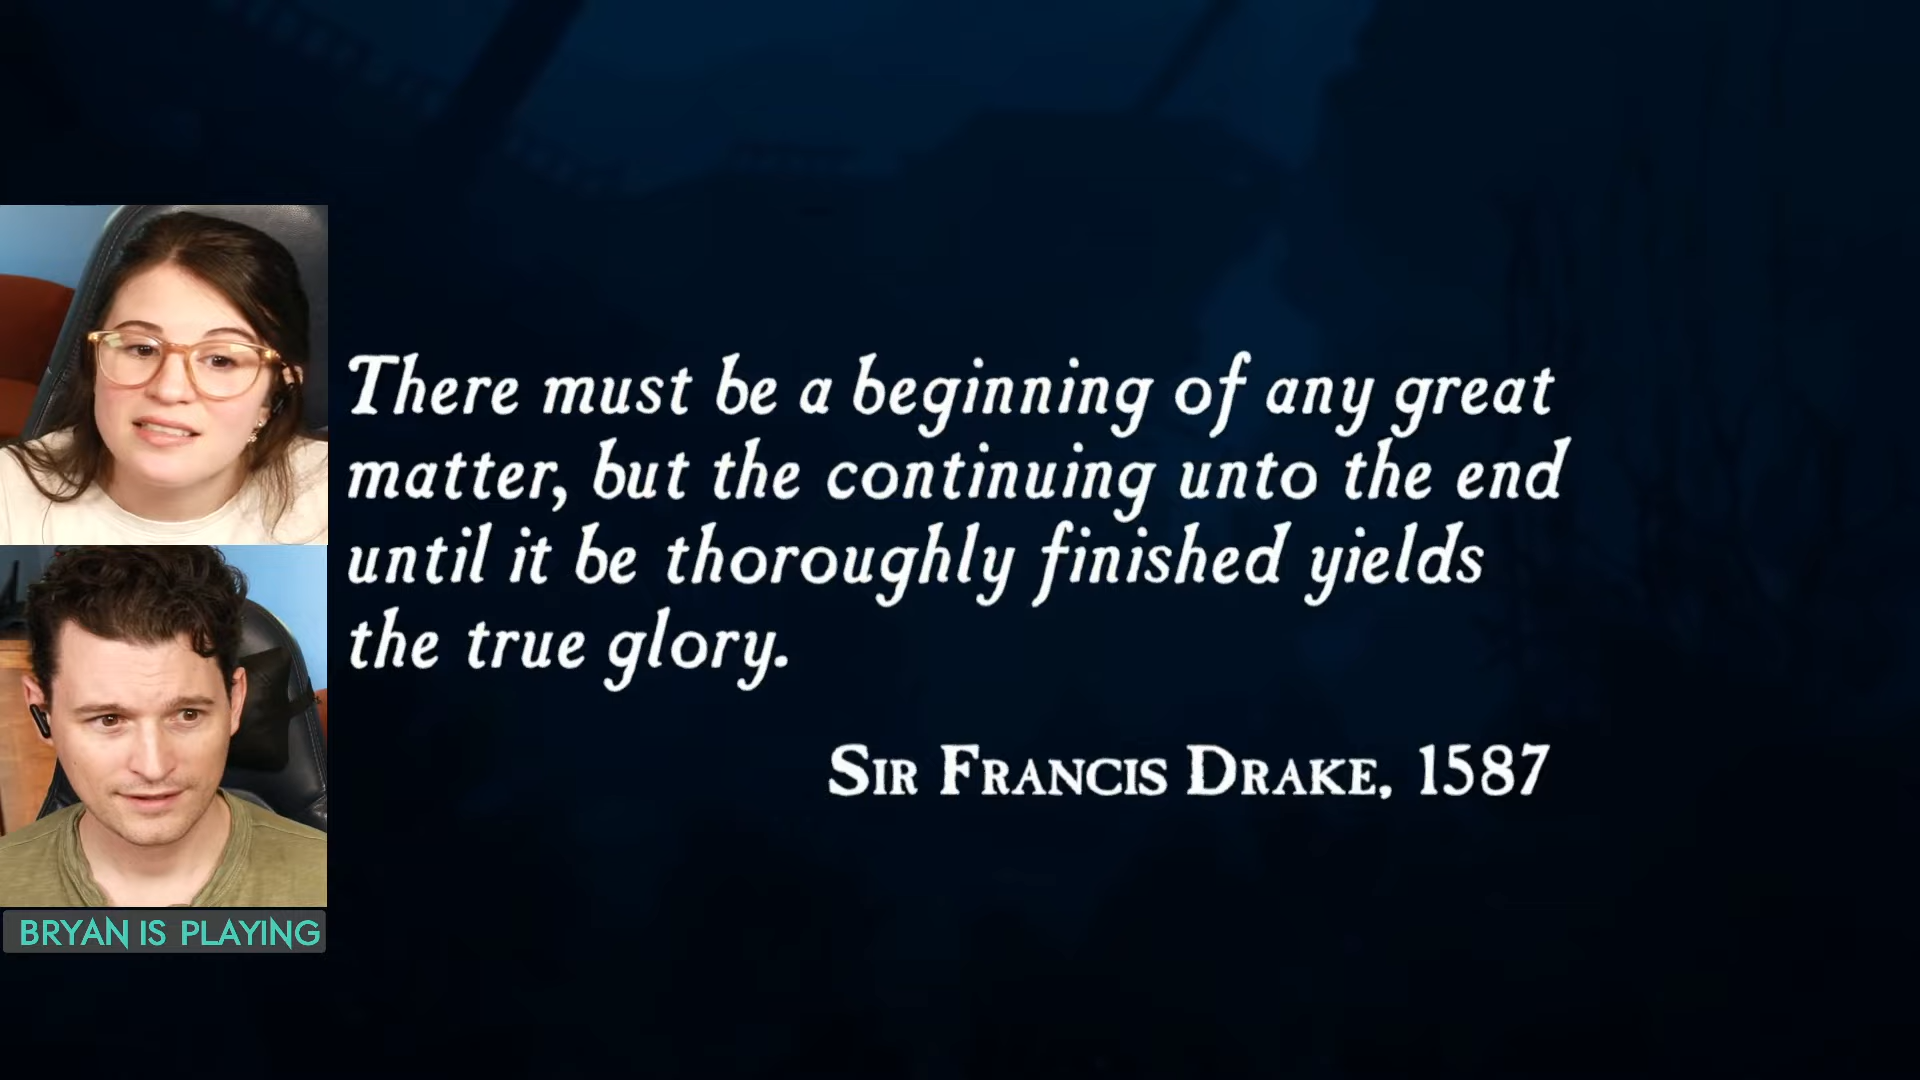 There must be a beginning of any great
matter, but the continuing unto the end
until it be thoroughly finished yields
the true glory.
SIR FRANCIS DRAKE, 1587
BRYAN IS PLAYING